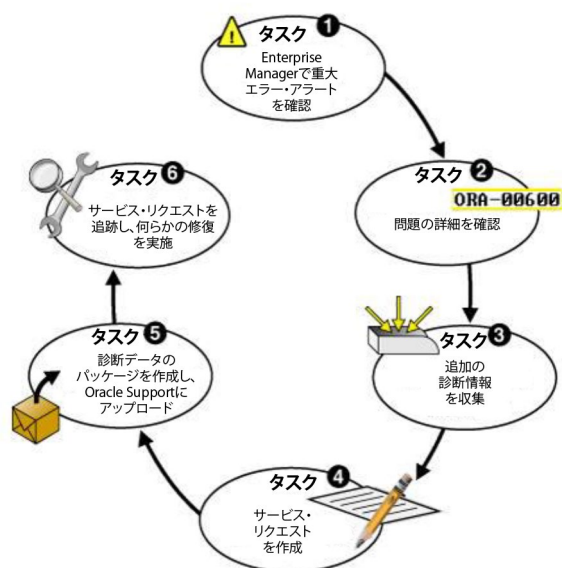 タスク 1
Enterprise
Managerで重大
エラー・アラート
を確認
タスク 2
ORA-00600
問題の詳細を確認
タスク 3
追加の
診断情報
を収集
タスク 4
サービス・
リクエスト
を作成
タスク 5
診断データの
パッケージを作成し、
Oracle Supportに
アップロード
タスク 6
サービス・リクエストを
追跡し、何らかの修復
を実施